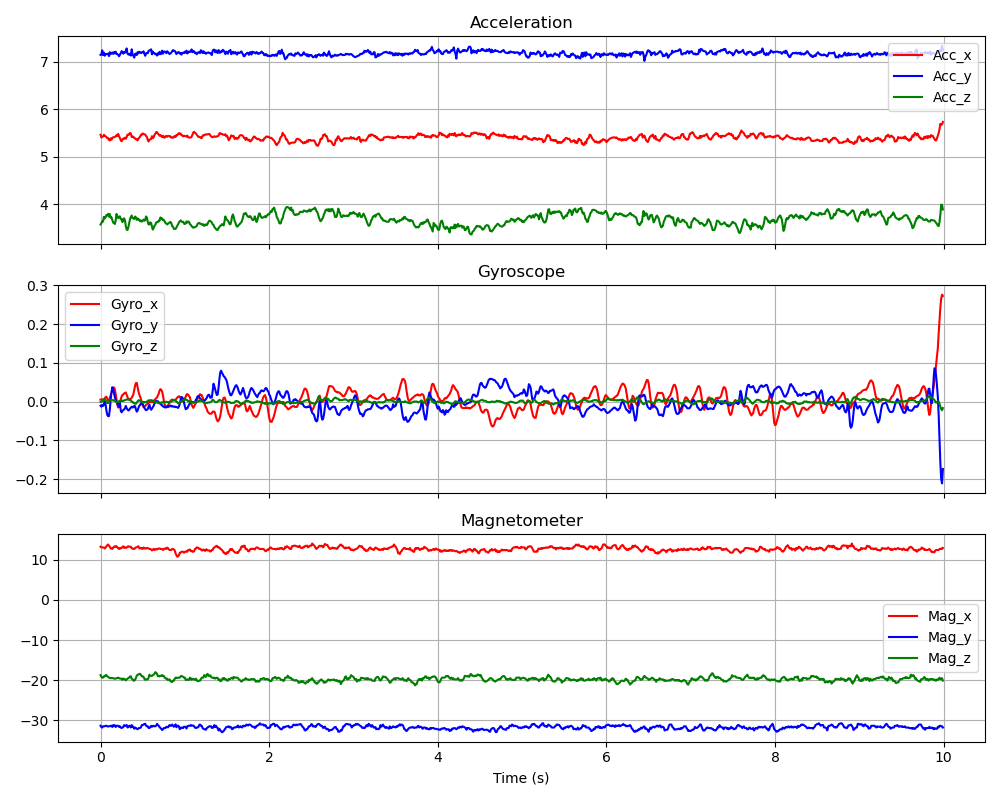 Acceleration
7
6
5
4
Acc_x
Acc_y
Acc_z
Gyroscope
0.3
0.2
0.1
0.0
−0.1
−0.2
Gyro_x
Gyro_y
Gyro_z
Magnetometer
10
0
−10
−20
−30
Mag_x
Mag_y
Mag_z
0 2 4 6 8 10
Time (s)